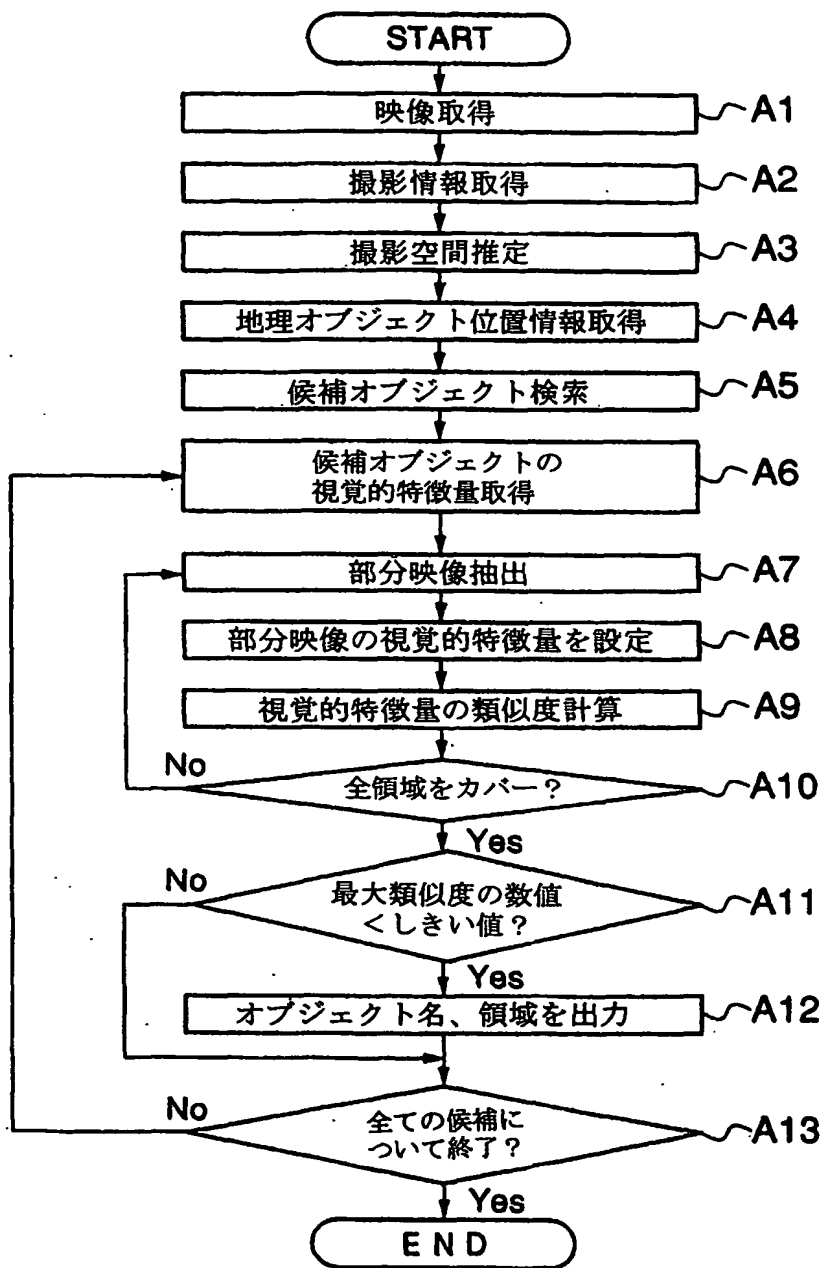 START
映像取得
A1
撮影情報取得
A2
撮影空間推定
A3
地理オブジェクト位置情報取得
A4
候補オブジェクト検索
A5
候補オブジェクトの
視覚的特徴量取得
A6
部分映像抽出
A7
部分映像の視覚的特徴量を設定
A8
視覚的特徴量の類似度計算
A9
No
全領域をカバー?
A10
Yes
No
最大類似度の数値
<しきい値?
A11
Yes
オブジェクト名、領域を出力
A12
No
全ての候補に
ついて終了?
A13
Yes
END